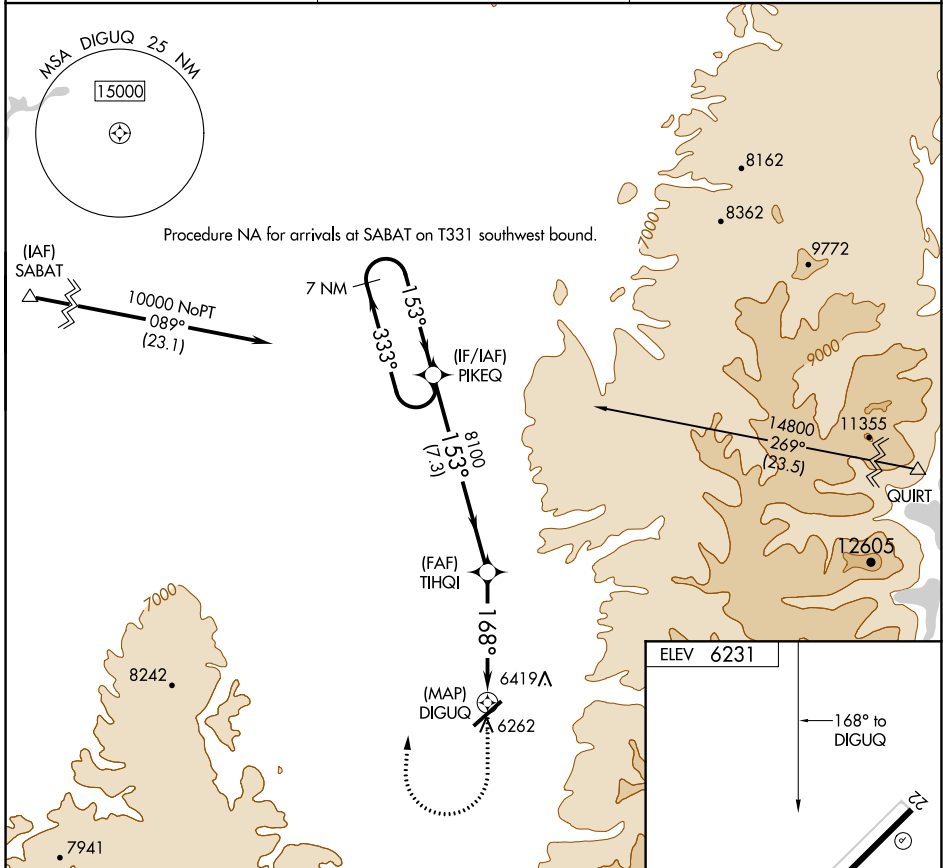 MSA DIGUQ 25 NM
15000
8162
8362
7000
Procedure NA for arrivals at SABAT on T331 southwest bound.
9772
(IAF)
SABAT
10000 NoPT
089°
(23.1)
7 NM
153°
333°
(IF/IAF)
PIKEQ
9000
8100
153°
(7.3)
14800
269°
(23.5)
11355
QUIRT
12605
(FAF)
TIHQI
168°
7000
8242
6419
(MAP)
DIGUQ
6262
ELEV 6231
168° to
DIGUQ
22
7941